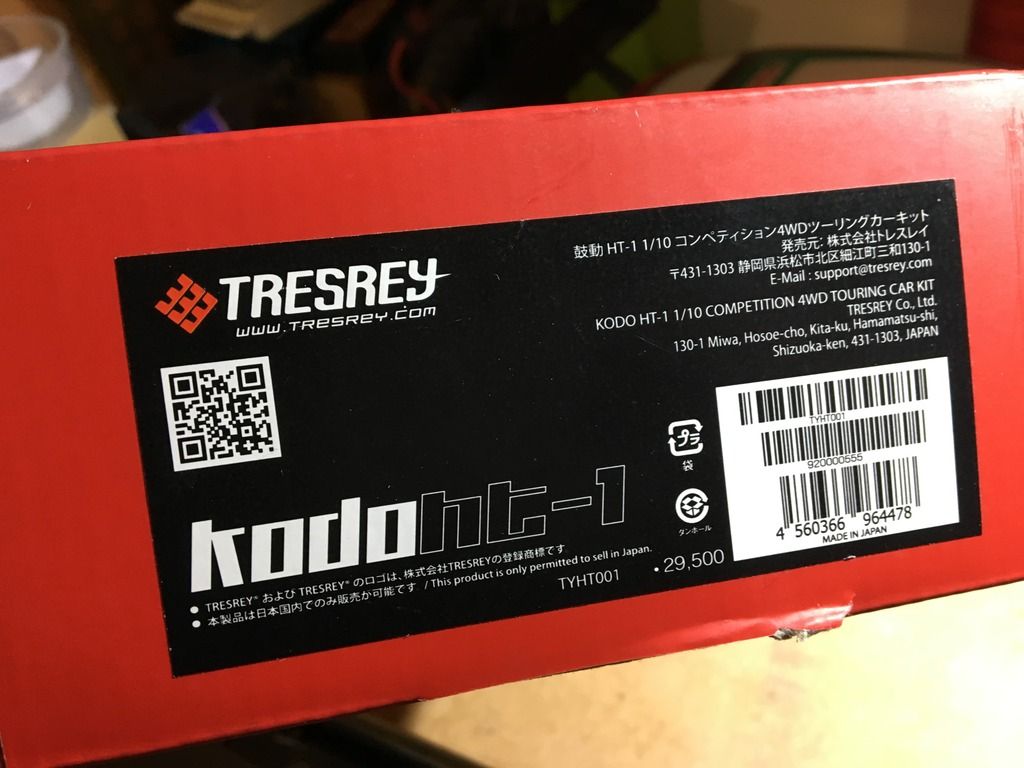 333 TRESREY
www.TRESREY.com
鼓動 HT-1 1/10 コンペティション4WDツーリングカーキット
発売元: 株式会社トレスレイ
〒431-1303 静岡県浜松市北区細江町三和130-1
E-Mail : support@tresrey.com
KODO HT-1 1/10 COMPETITION 4WD TOURING CAR KIT
TRESREY Co., Ltd.
130-1 Miwa, Hosoe-cho, Kita-ku, Hamamatsu-shi,
Shizuoka-ken, 431-1303, JAPAN
プラ
袋
ダンボール
TYHT001
920000555
4 560366 964478
MADE IN JAPAN
kodo ht-1
● TRESREY® および TRESREY® のロゴは、株式会社TRESREYの登録商標です
● 本製品は日本国内でのみ販売か可能です / This product is only permitted to sell in Japan.
TYHT001
・29,500